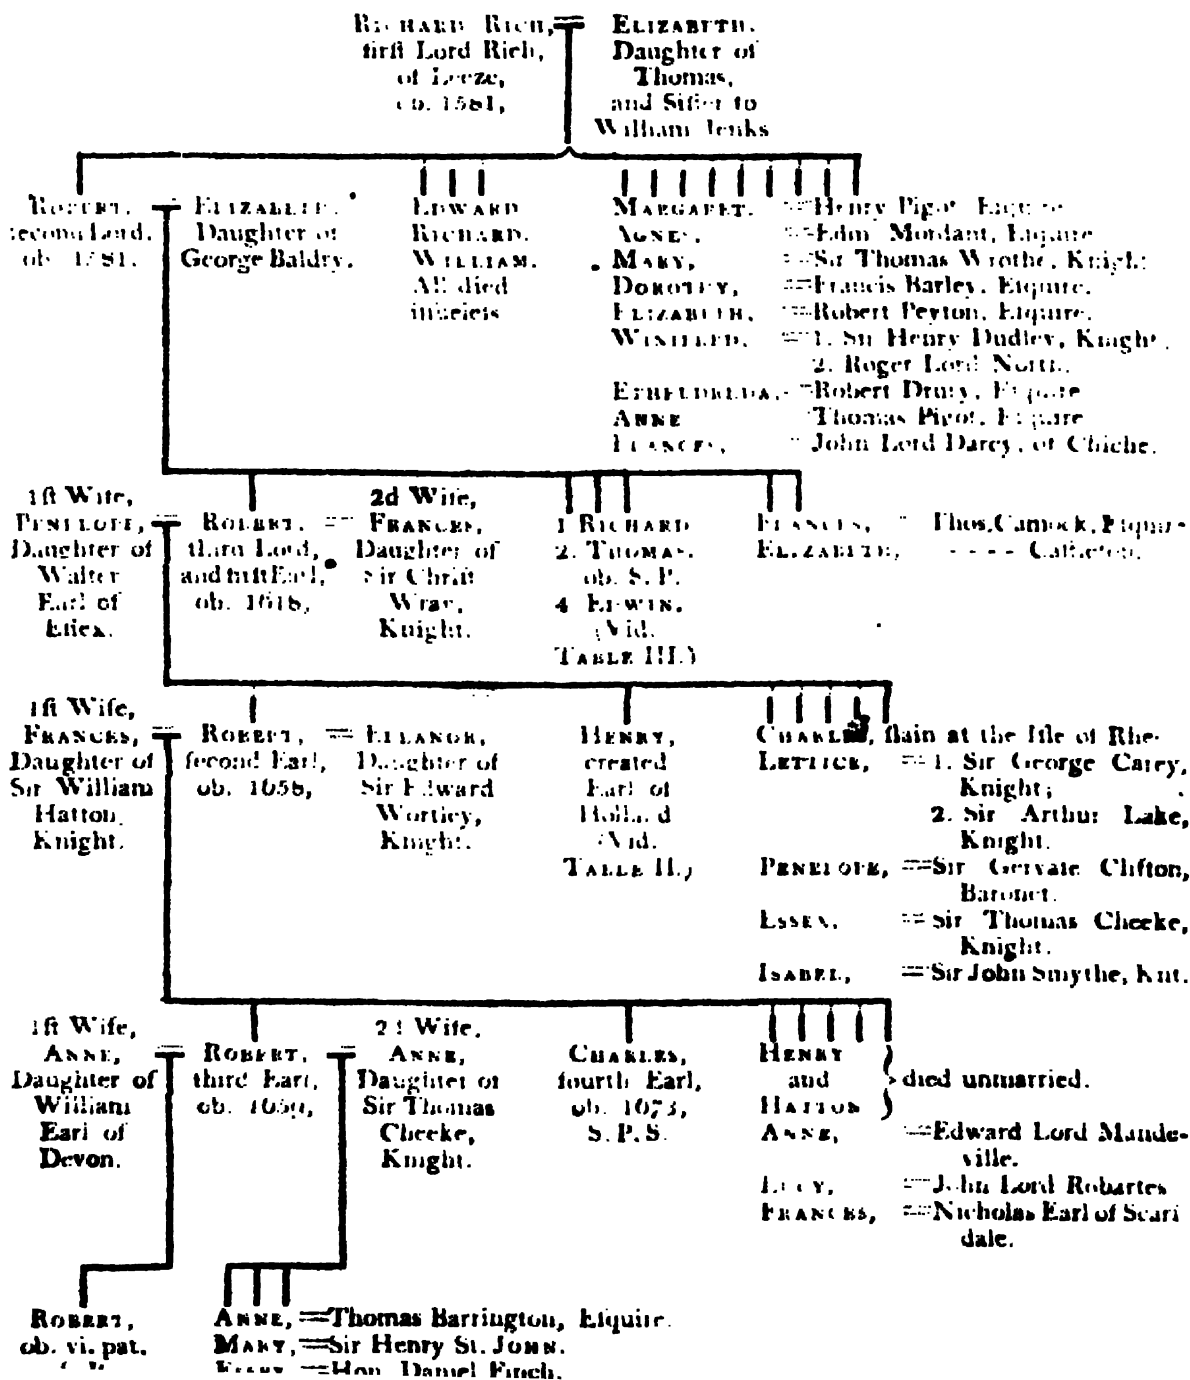 RICHARD RICH,
first Lord Rich,
of Leeze,
ob. 1581,
ELIZABETH.
Daughter of
Thomas,
and Sister to
William Jenks
ROBERT.
second Lord.
ob. 1581.
ELIZABETH.
Daughter of
George Baldry.
EDWARD
RICHARD.
WILLIAM.
All died
MARGARET. =Henry Pigot, Esquire
AGNES, =Edm Mordant, Esquire
MARY, =Sir Thomas Wrothe, Knight
DOROTHY, =Francis Barley, Esquire.
ELIZABETH, =Robert Peyton, Esquire.
WINIFRED, =1. Sir Henry Dudley, Knight.
2. Roger Lord North.
ETHELDREDA, =Robert Drury, Esquire
ANNE Thomas Pigot, Esquire
FRANCES, John Lord Darcy, of Chiche.
1st Wife,
PENELOPE,
Daughter of
Walter
Earl of
Essex.
ROBERT,
third Lord,
and first Earl,
ob. 1618,
2d Wife,
FRANCES,
Daughter of
Sir Christ
Wray,
Knight.
1 RICHARD
2. THOMAS.
ob. S. P.
4 EDWIN.
(Vid.
TABLE III.)
FRANCES, Thos. Camock, Esquire
ELIZABETH, - - - -
1st Wife,
FRANCES,
Daughter of
Sir William
Hatton
Knight.
ROBERT,
second Earl,
ob. 1658,
ELLANOR,
Daughter of
Sir Edward
Wortley,
Knight.
HENRY,
created
Earl of
Holland
(Vid.
TABLE II.)
CHARLES, slain at the Isle of Rhe-
LETTICE, =1. Sir George Carey,
Knight;
2. Sir Arthur Lake,
Knight.
PENELOPE, =Sir Gervase Clifton,
Baronet.
ESSEX, =Sir Thomas Cheeke,
Knight.
ISABEL, =Sir John Smythe, Knt.
1st Wife,
ANNE,
Daughter of
William
Earl of
Devon.
ROBERT,
third Earl,
ob. 1659,
2d Wife.
ANNE,
Daughter of
Sir Thomas
Cheeke,
Knight.
CHARLES,
fourth Earl,
ob. 1673,
S. P. S.
HENRY
and
HATTON
died unmarried.
ANNE, =Edward Lord Mande-
ville.
LUCY, =John Lord Robartes
FRANCES, =Nicholas Earl of Scars
dale.
ROBERT,
ob. vi. pat.
ANNE, =Thomas Barrington, Esquire.
MARY, =Sir Henry St. JOHN.
=Hon. Daniel Finch.